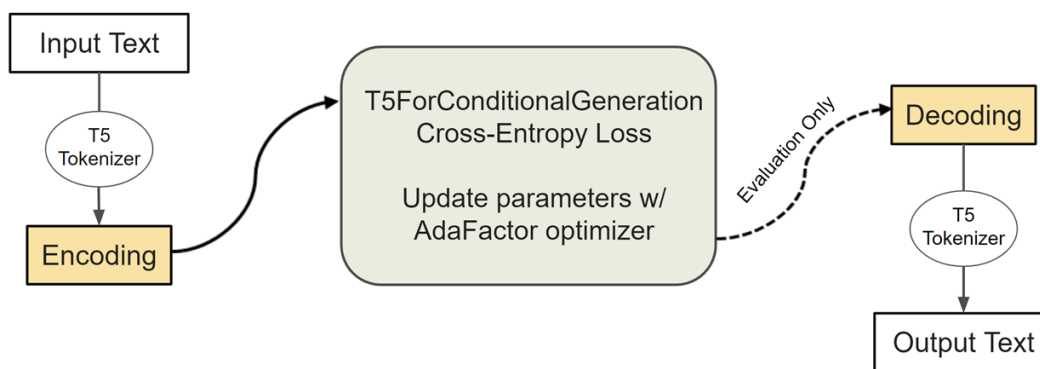 Input Text
T5
Tokenizer
Encoding
T5ForConditionalGeneration
Cross-Entropy Loss
Update parameters w/
AdaFactor optimizer
Evaluation Only
Decoding
T5
Tokenizer
Output Text